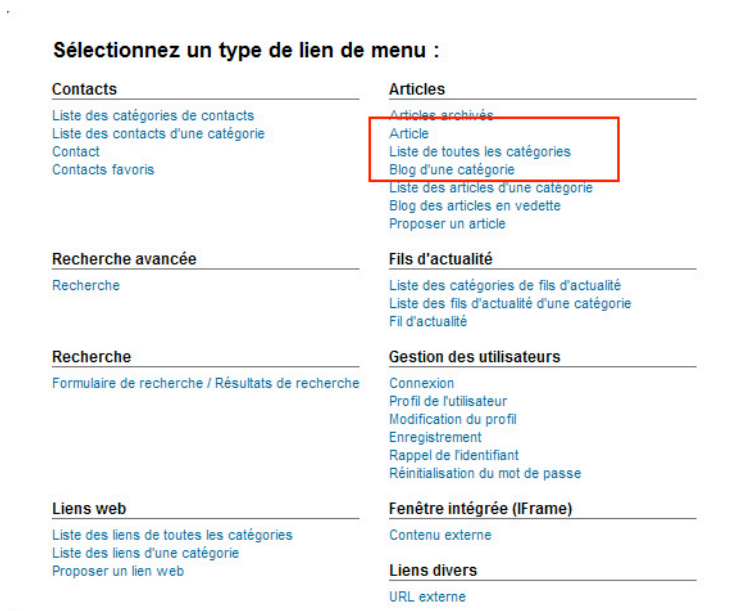 Sélectionnez un type de lien de menu :
Contacts
Liste des catégories de contacts
Liste des contacts d'une catégorie
Contact
Contacts favoris
Articles
Articles archivés
Article
Liste de toutes les catégories
Blog d'une catégorie
Liste des articles d'une catégorie
Blog des articles en vedette
Proposer un article
Recherche avancée
Recherche
Fils d'actualité
Liste des catégories de fils d'actualité
Liste des fils d'actualité d'une catégorie
Fil d'actualité
Recherche
Formulaire de recherche / Résultats de recherche
Gestion des utilisateurs
Connexion
Profil de l'utilisateur
Modification du profil
Enregistrement
Rappel de l'identifiant
Réinitialisation du mot de passe
Liens web
Liste des liens de toutes les catégories
Liste des liens d'une catégorie
Proposer un lien web
Fenêtre intégrée (IFrame)
Contenu externe
Liens divers
URL externe